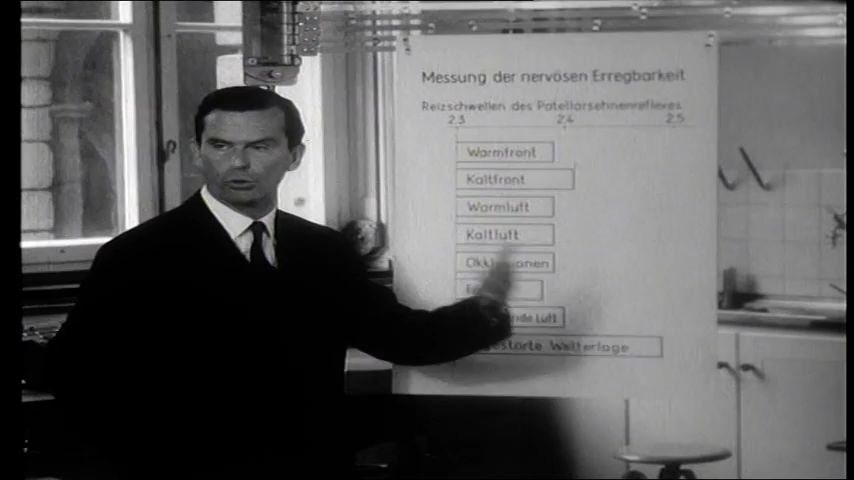 Messung der nervösen Erregbarkeit
Reizschwellen des Patellarsehnenreflexes
2.3 2.4 2.5
Warmfront
Kaltfront
Warmluft
Kaltluft
Luft
Wetterlage